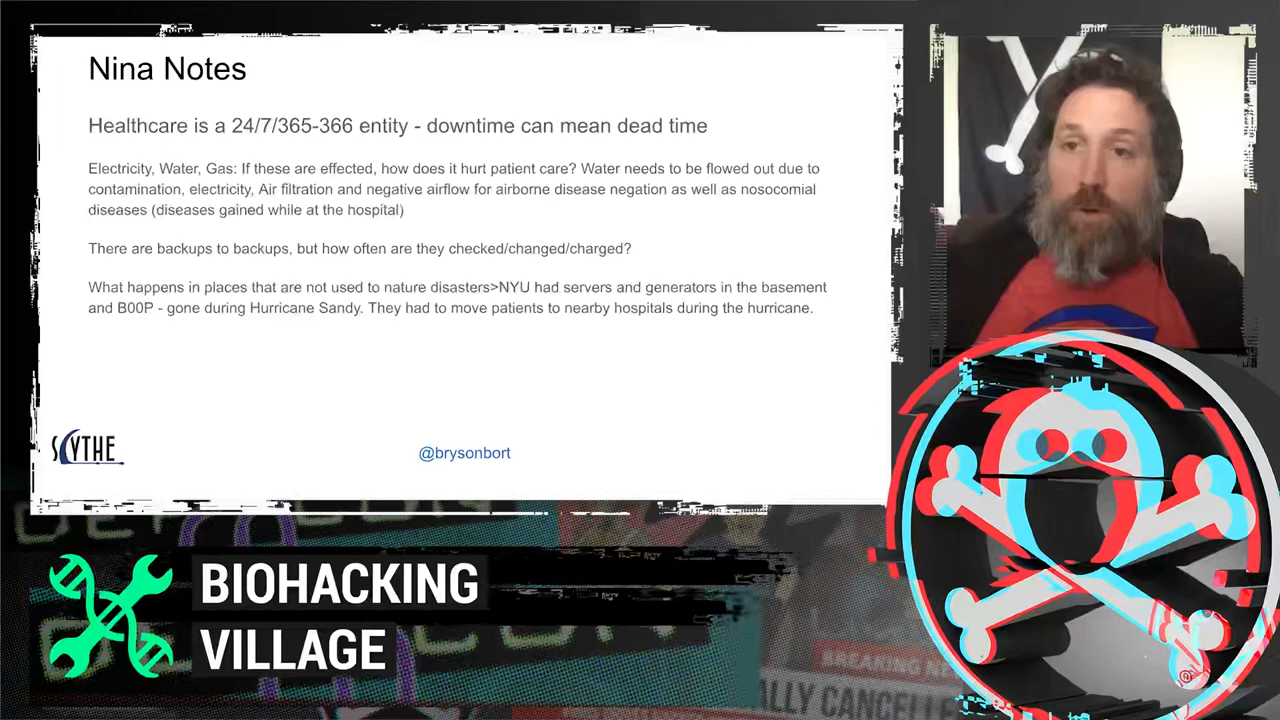 Nina Notes
Healthcare is a 24/7/365-366 entity - downtime can mean dead time
Electricity, Water, Gas: If these are effected, how does it hurt patient care? Water needs to be flowed out due to
contamination, electricity, Air filtration and negative airflow for airborne disease negation as well as nosocomial
diseases (diseases gained while at the hospital)
There are backups to backups, but how often are they checked/changed/charged?
What happens in places that are not used to natural disasters>NYU had servers and generators in the basement
and B00P - gone during Hurricane Sandy. They had to move patients to nearby hospitals during the hurricane.
SCYTHE
@brysonbort
BIOHACKING
VILLAGE
BREAKING
CANCELLE